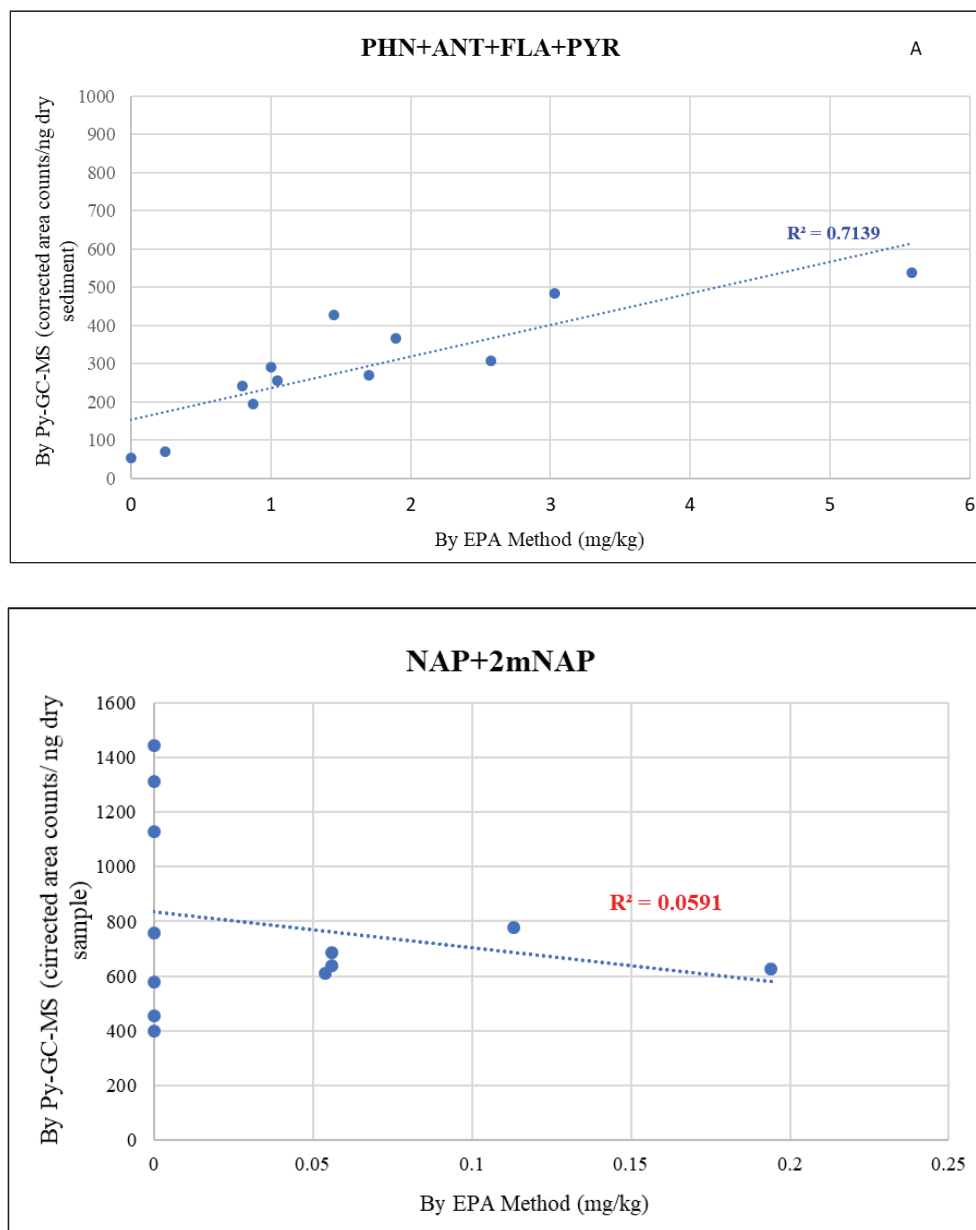 PHN+ANT+FLA+PYR
A
1000
900
800
700
600
500
400
300
200
100
0
R² = 0.7139
By Py-GC-MS (corrected area counts/ng dry
sediment)
0 1 2 3 4 5 6
By EPA Method (mg/kg)
NAP+2mNAP
1600
1400
1200
1000
800
600
400
200
0
R² = 0.0591
By Py-GC-MS (cirrected area counts/ ng dry
sample)
0 0.05 0.1 0.15 0.2 0.25
By EPA Method (mg/kg)